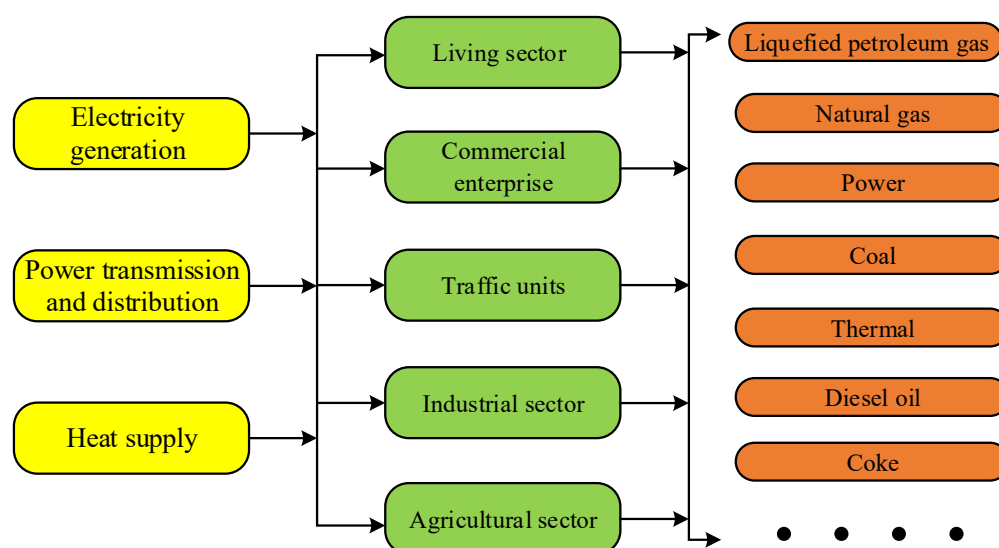 Electricity
generation
Power transmission
and distribution
Heat supply
Living sector
Commercial
enterprise
Traffic units
Industrial sector
Agricultural sector
Liquefied petroleum gas
Natural gas
Power
Coal
Thermal
Diesel oil
Coke